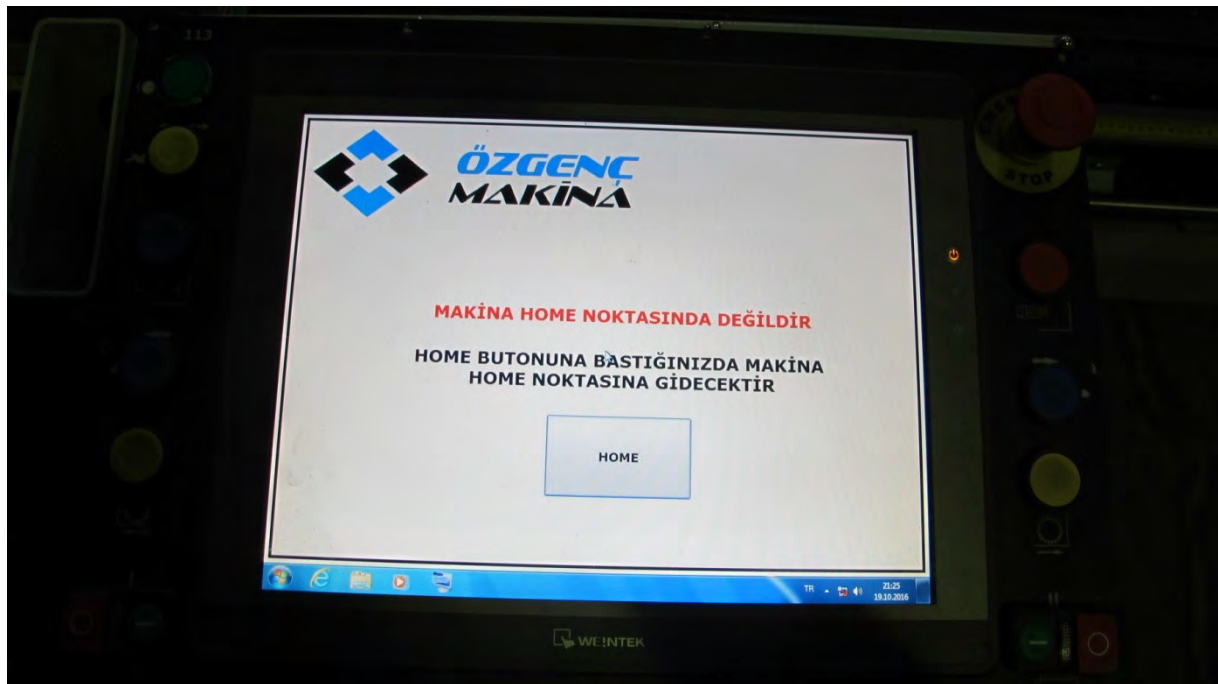 113
ÖZGENÇ
MAKİNA
STOP
MAKİNA HOME NOKTASINDA DEĞİLDİR
HOME BUTONUNA BASTIĞINIZDA MAKİNA
HOME NOKTASINA GİDECEKTİR
HOME
TR
21:25
19.10.2016
WEINTEK